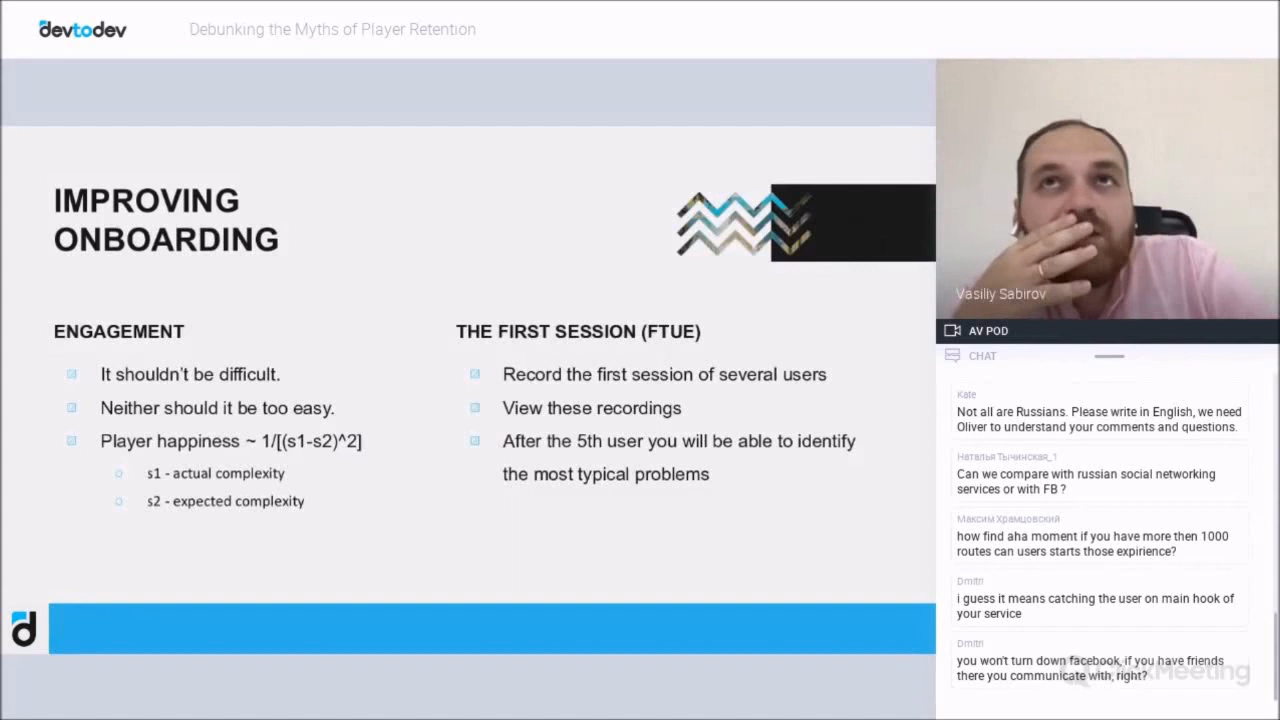 devtodev
Debunking the Myths of Player Retention
IMPROVING
ONBOARDING
ENGAGEMENT
It shouldn't be difficult.
Neither should it be too easy.
Player happiness ~ 1/[(s1-s2)^2]
s1 - actual complexity
s2 - expected complexity
THE FIRST SESSION (FTUE)
Record the first session of several users
View these recordings
After the 5th user you will be able to identify
the most typical problems
d
Vasiliy Sabirov
AV POD
CHAT
Kate
Not all are Russians. Please write in English, we need
Oliver to understand your comments and questions.
Наталья Тычинская_1
Can we compare with russian social networking
services or with FB ?
Максим Храмцовский
how find aha moment if you have more then 1000
routes can users starts those expirience?
Dmitri
i guess it means catching the user on main hook of
your service
Dmitri
you won't turn down facebook, if you have friends
there you communicate with, right?
ClickMeeting